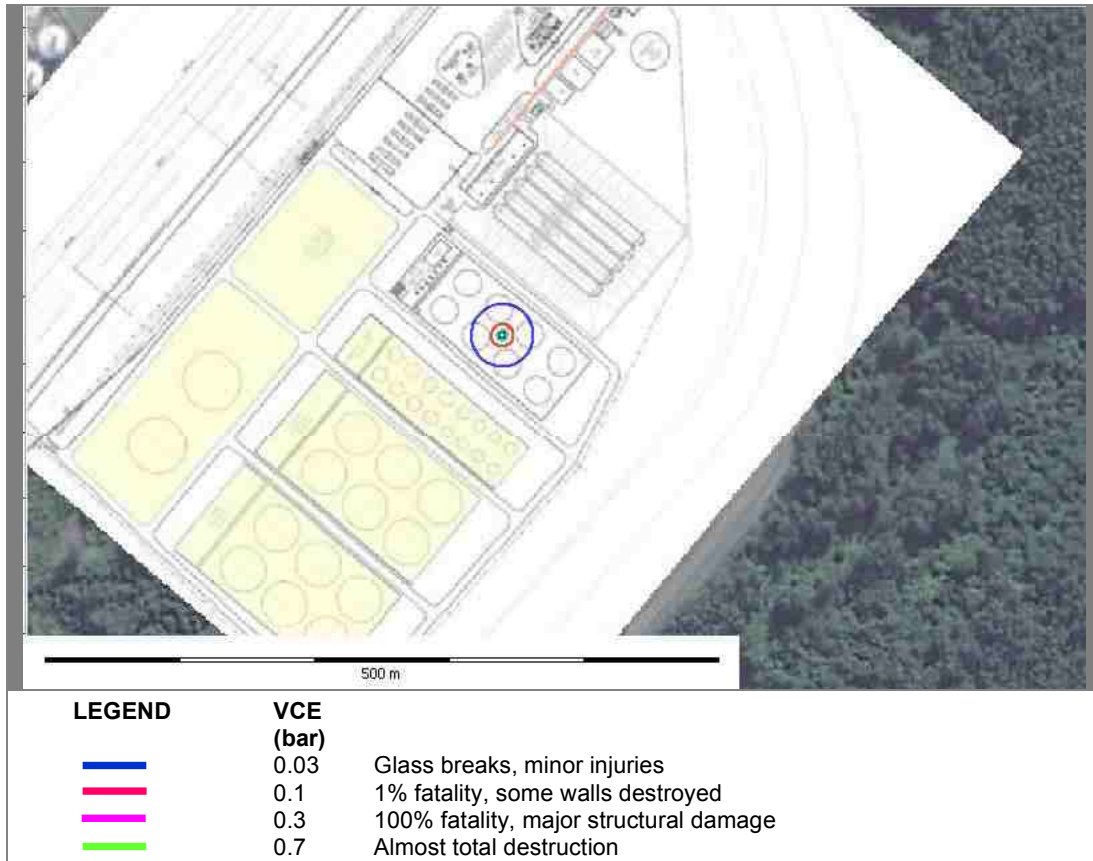 500 m
LEGEND VCE (bar)
0.03 Glass breaks, minor injuries
0.1 1% fatality, some walls destroyed
0.3 100% fatality, major structural damage
0.7 Almost total destruction